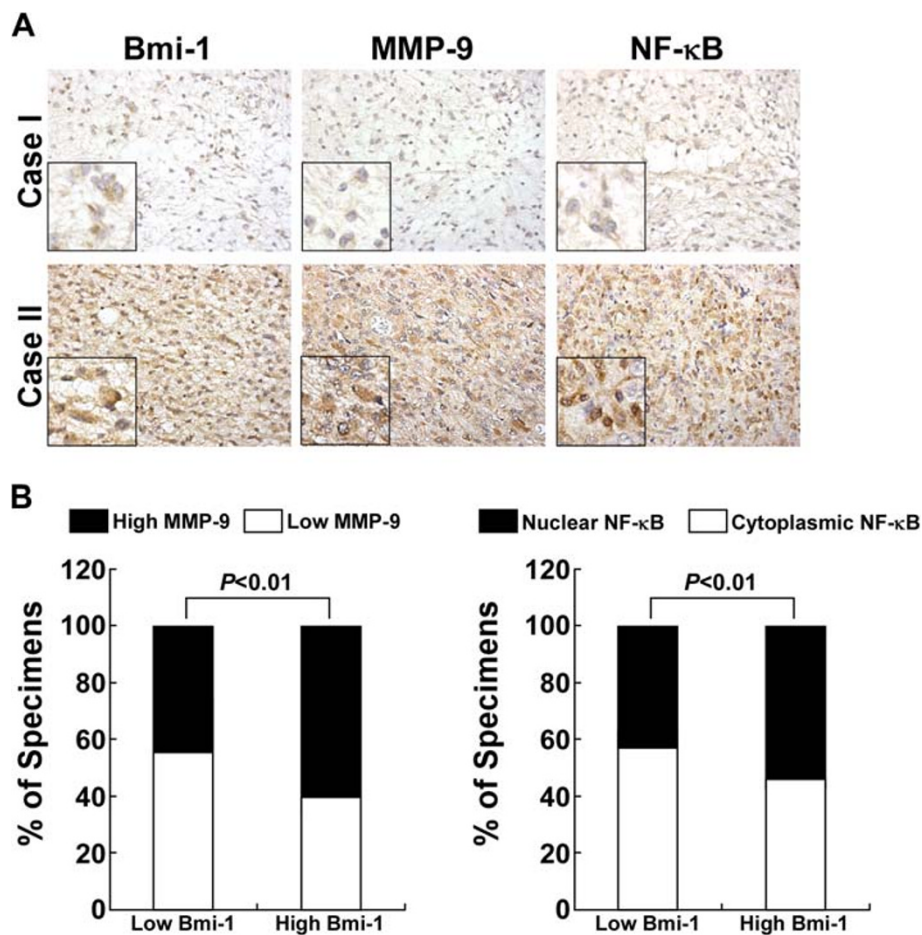 A
Bmi-1 MMP-9 NF-κB
Case I
Case II
B
High MMP-9 Low MMP-9
Nuclear NF-κB Cytoplasmic NF-κB
% of Specimens
120
100
80
60
40
20
0
P<0.01
Low Bmi-1 High Bmi-1
% of Specimens
120
100
80
60
40
20
0
P<0.01
Low Bmi-1 High Bmi-1